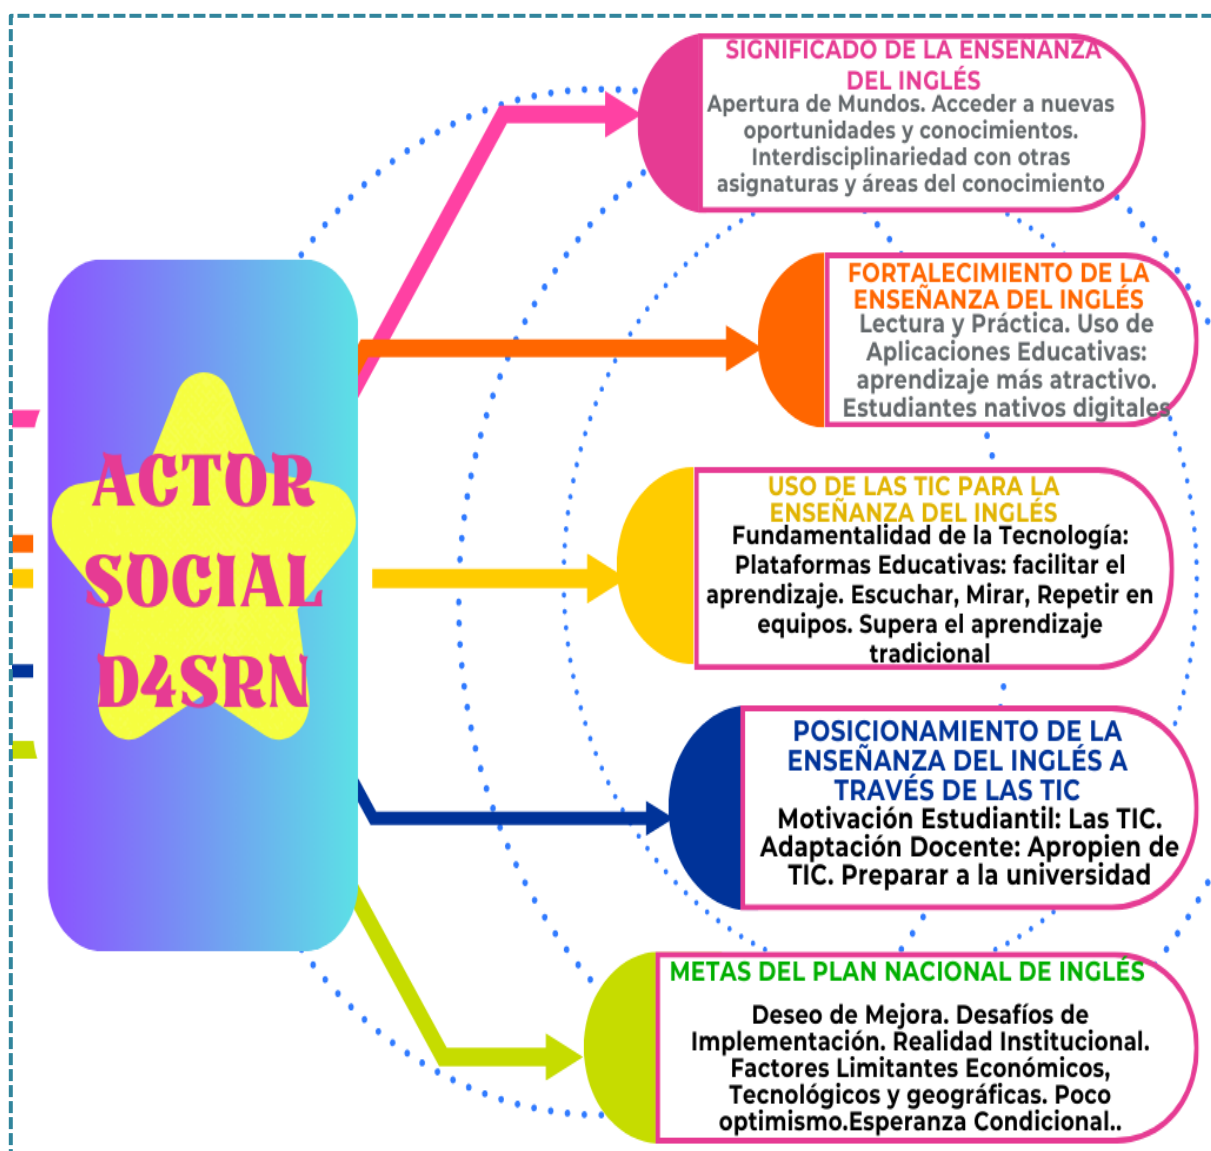 ACTOR
SOCIAL
D4SRN
SIGNIFICADO DE LA ENSEÑANZA
DEL INGLÉS
Apertura de Mundos. Acceder a nuevas
oportunidades y conocimientos.
Interdisciplinariedad con otras
asignaturas y áreas del conocimiento
FORTALECIMIENTO DE LA
ENSEÑANZA DEL INGLÉS
Lectura y Práctica. Uso de
Aplicaciones Educativas:
aprendizaje más atractivo.
Estudiantes nativos digitales
USO DE LAS TIC PARA LA
ENSEÑANZA DEL INGLÉS
Fundamentalidad de la Tecnología:
Plataformas Educativas: facilitar el
aprendizaje. Escuchar, Mirar, Repetir en
equipos. Supera el aprendizaje
tradicional
POSICIONAMIENTO DE LA
ENSEÑANZA DEL INGLÉS A
TRAVÉS DE LAS TIC
Motivación Estudiantil: Las TIC.
Adaptación Docente: Apropien de
TIC. Preparar a la universidad
METAS DEL PLAN NACIONAL DE INGLÉS
Deseo de Mejora. Desafíos de
Implementación. Realidad Institucional.
Factores Limitantes Económicos,
Tecnológicos y geográficas. Poco
optimismo.Esperanza Condicional..